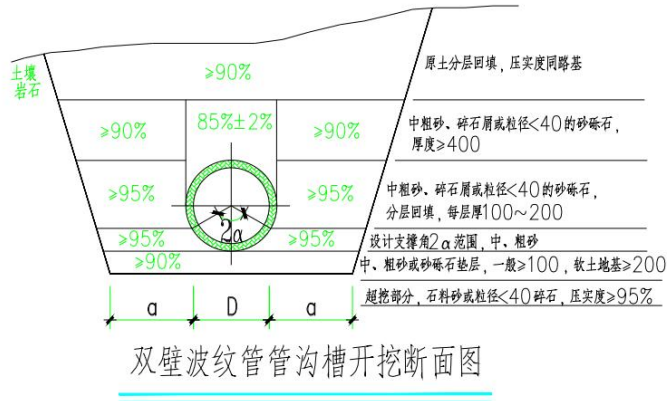 ≥90%
原土分层回填，压实度同路基
土壤
岩石
≥90%
85%±2%
≥90%
中粗砂、碎石屑或粒径<40的砂砾石，
厚度≥400
≥95%
≥95%
中粗砂、碎石屑或粒径<40的砂砾石，
分层回填，每层厚100~200
2α
≥95%
≥95%
设计支撑角2α范围，中、粗砂
≥90%
中、粗砂或砂砾石垫层，一般≥100，软土地基≥200
超挖部分，石料砂或粒径<40碎石，压实度≥95%
a
D
a
双壁波纹管管沟槽开挖断面图